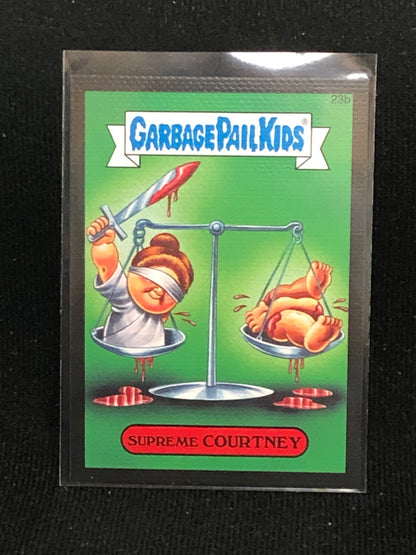 23b
GARBAGE PAIL KIDS®
SUPREME COURTNEY